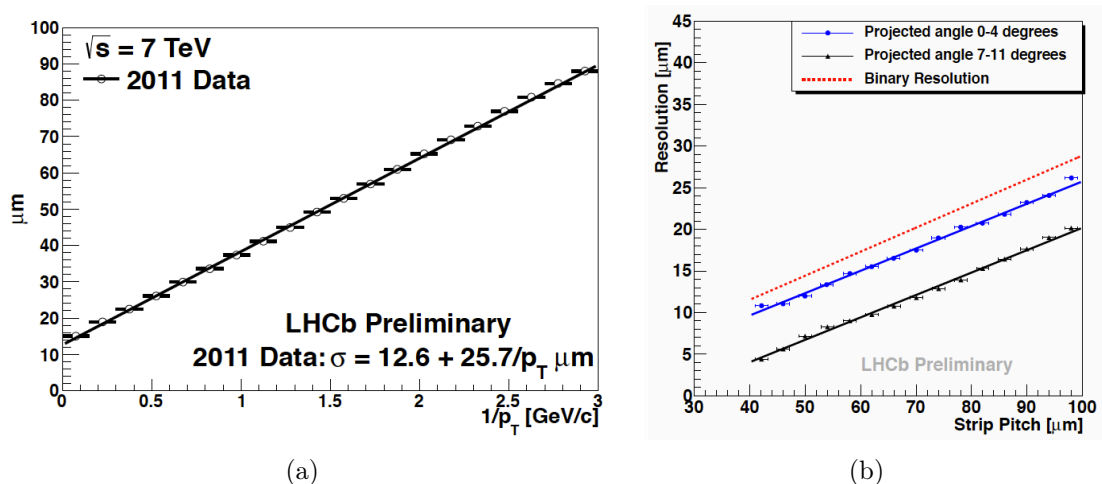 100
90
80
70
60
50
40
30
20
10
0
μm
√s = 7 TeV
2011 Data
LHCb Preliminary
2011 Data: σ = 12.6 + 25.7/p_T μm
0 0.5 1 1.5 2 2.5 3
1/p_T [GeV/c]
(a)
45
40
35
30
25
20
15
10
5
0
Resolution [μm]
Projected angle 0-4 degrees
Projected angle 7-11 degrees
Binary Resolution
LHCb Preliminary
30 40 50 60 70 80 90 100
Strip Pitch [μm]
(b)